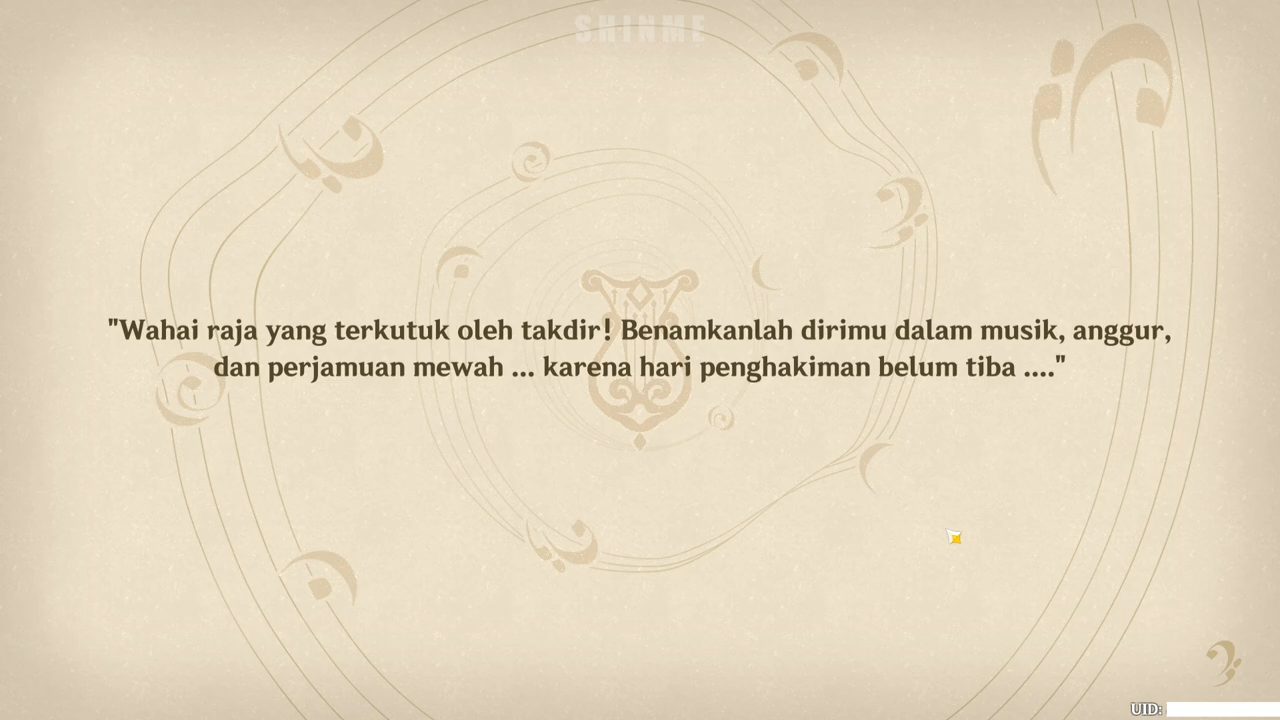 SHINME
"Wahai raja yang terkutuk oleh takdir! Benamkanlah dirimu dalam musik, anggur,
dan perjamuan mewah ... karena hari penghakiman belum tiba ...."
UID: